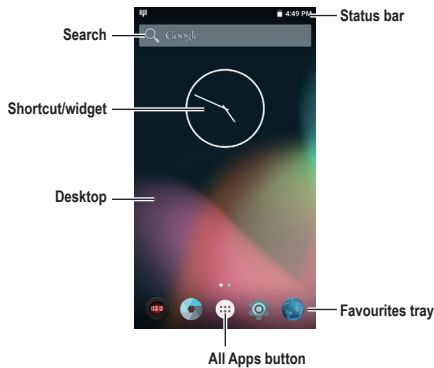 4:49 PM
Status bar
Search
Google
Shortcut/widget
Desktop
Favourites tray
All Apps button